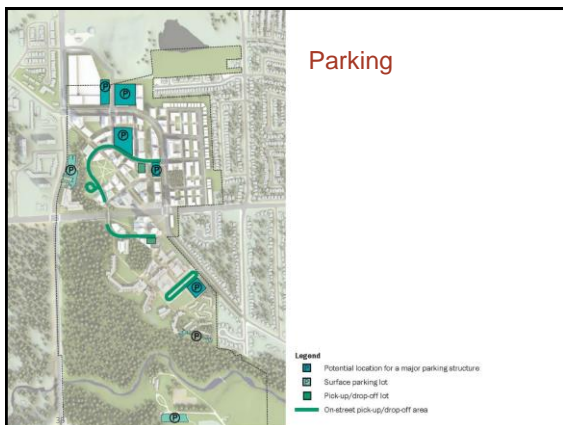 Parking
P
P
P
P
P
P
P
P
Legend
Potential location for a major parking structure
Surface parking lot
Pick-up/drop-off lot
On-street pick-up/drop-off area